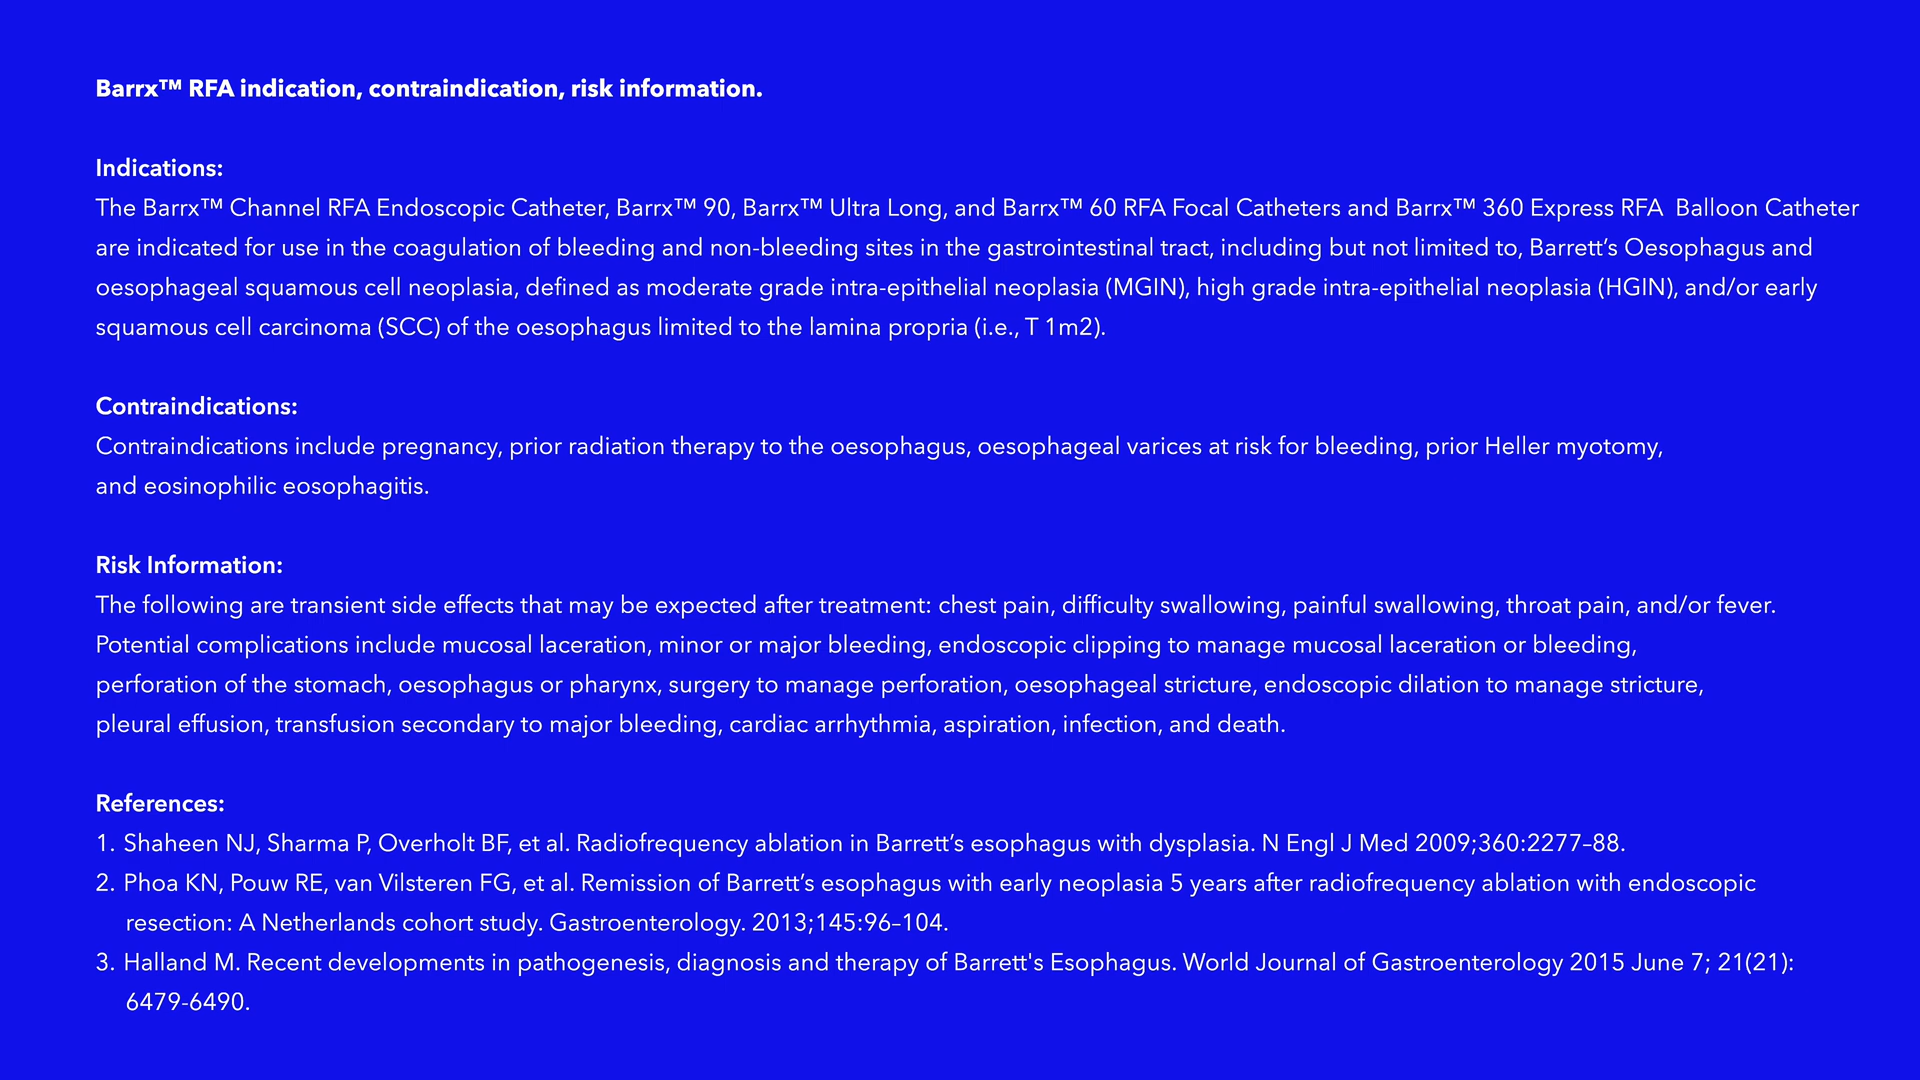 Barrx™ RFA indication, contraindication, risk information.
Indications:
The Barrx™ Channel RFA Endoscopic Catheter, Barrx™ 90, Barrx™ Ultra Long, and Barrx™ 60 RFA Focal Catheters and Barrx™ 360 Express RFA  Balloon Catheter
are indicated for use in the coagulation of bleeding and non-bleeding sites in the gastrointestinal tract, including but not limited to, Barrett’s Oesophagus and
oesophageal squamous cell neoplasia, defined as moderate grade intra-epithelial neoplasia (MGIN), high grade intra-epithelial neoplasia (HGIN), and/or early
squamous cell carcinoma (SCC) of the oesophagus limited to the lamina propria (i.e., T 1m2).
Contraindications:
Contraindications include pregnancy, prior radiation therapy to the oesophagus, oesophageal varices at risk for bleeding, prior Heller myotomy,
and eosinophilic eosophagitis.
Risk Information:
The following are transient side effects that may be expected after treatment: chest pain, difficulty swallowing, painful swallowing, throat pain, and/or fever.
Potential complications include mucosal laceration, minor or major bleeding, endoscopic clipping to manage mucosal laceration or bleeding,
perforation of the stomach, oesophagus or pharynx, surgery to manage perforation, oesophageal stricture, endoscopic dilation to manage stricture,
pleural effusion, transfusion secondary to major bleeding, cardiac arrhythmia, aspiration, infection, and death.
References:
1. Shaheen NJ, Sharma P, Overholt BF, et al. Radiofrequency ablation in Barrett’s esophagus with dysplasia. N Engl J Med 2009;360:2277–88.
2. Phoa KN, Pouw RE, van Vilsteren FG, et al. Remission of Barrett’s esophagus with early neoplasia 5 years after radiofrequency ablation with endoscopic
resection: A Netherlands cohort study. Gastroenterology. 2013;145:96–104.
3. Halland M. Recent developments in pathogenesis, diagnosis and therapy of Barrett's Esophagus. World Journal of Gastroenterology 2015 June 7; 21(21):
6479-6490.